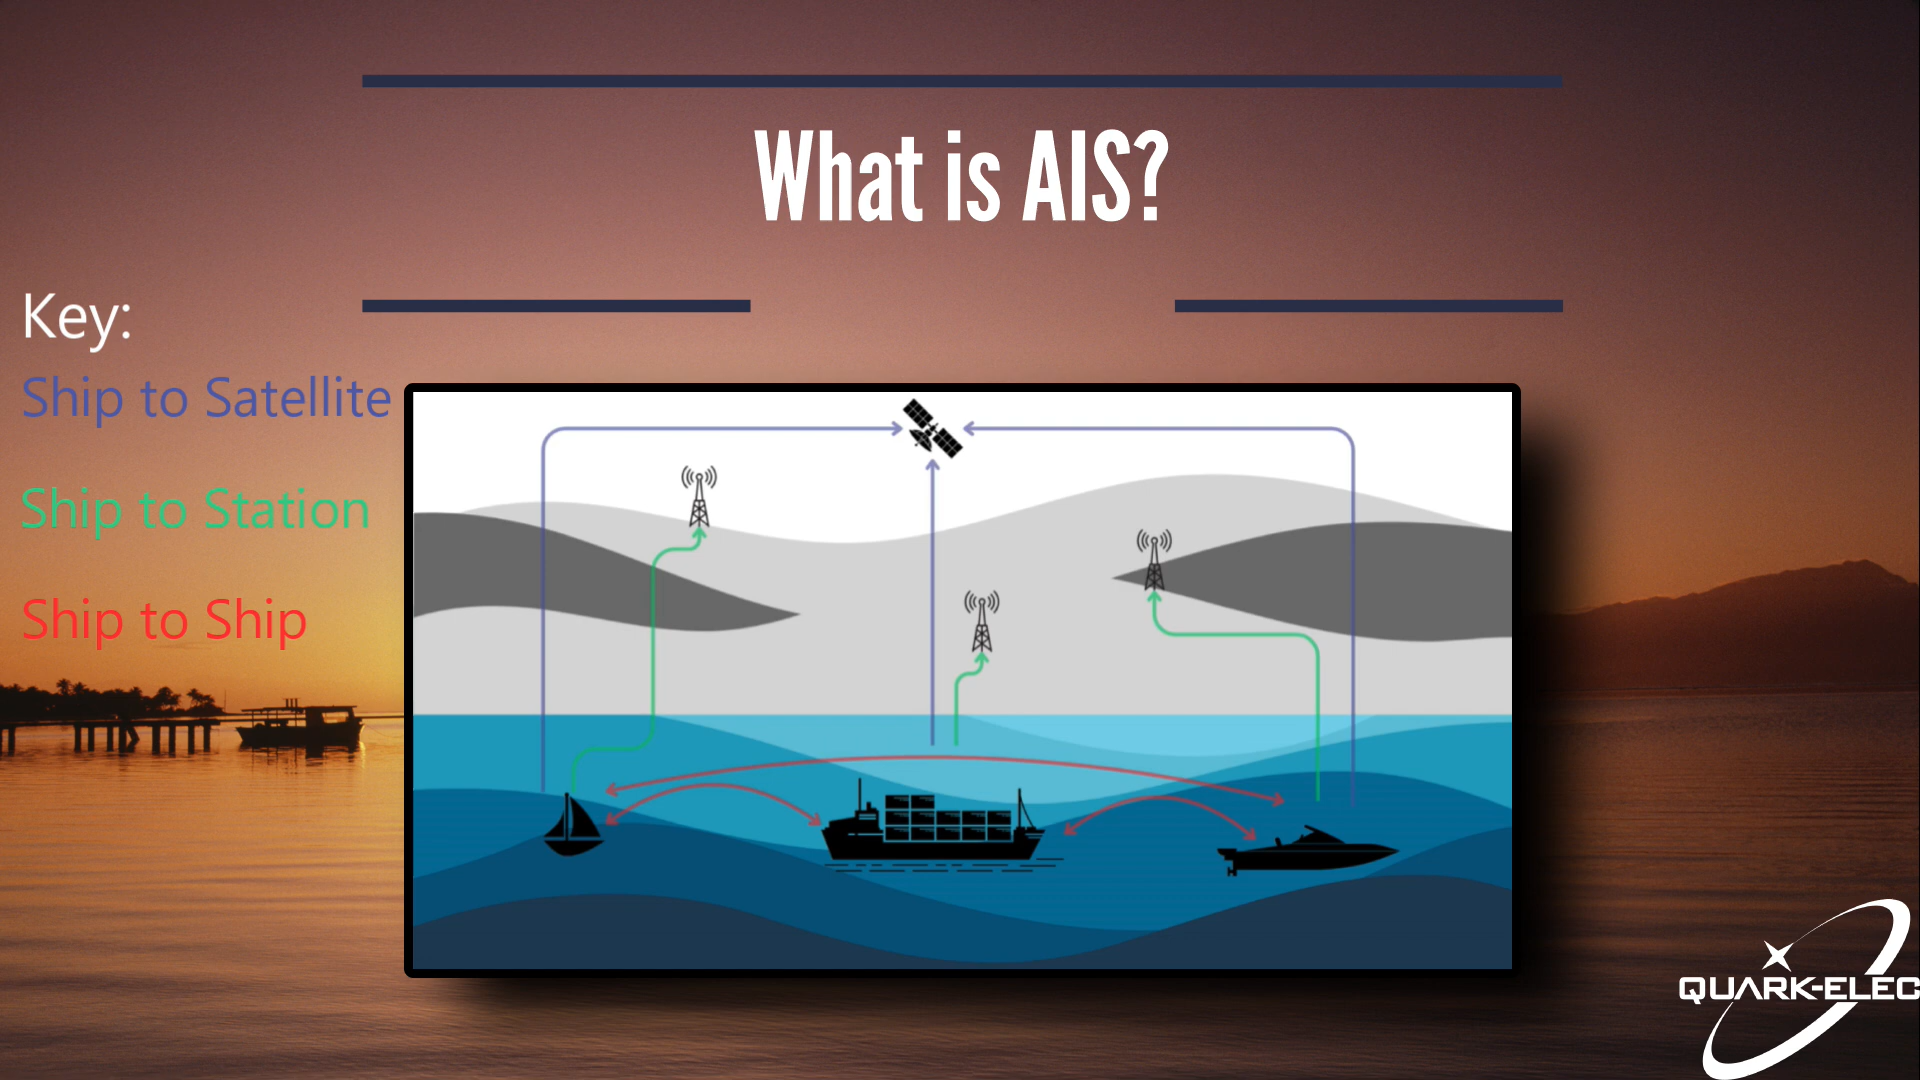 What is AIS?
Key:
Ship to Satellite
Ship to Station
Ship to Ship
QUARK-ELEC